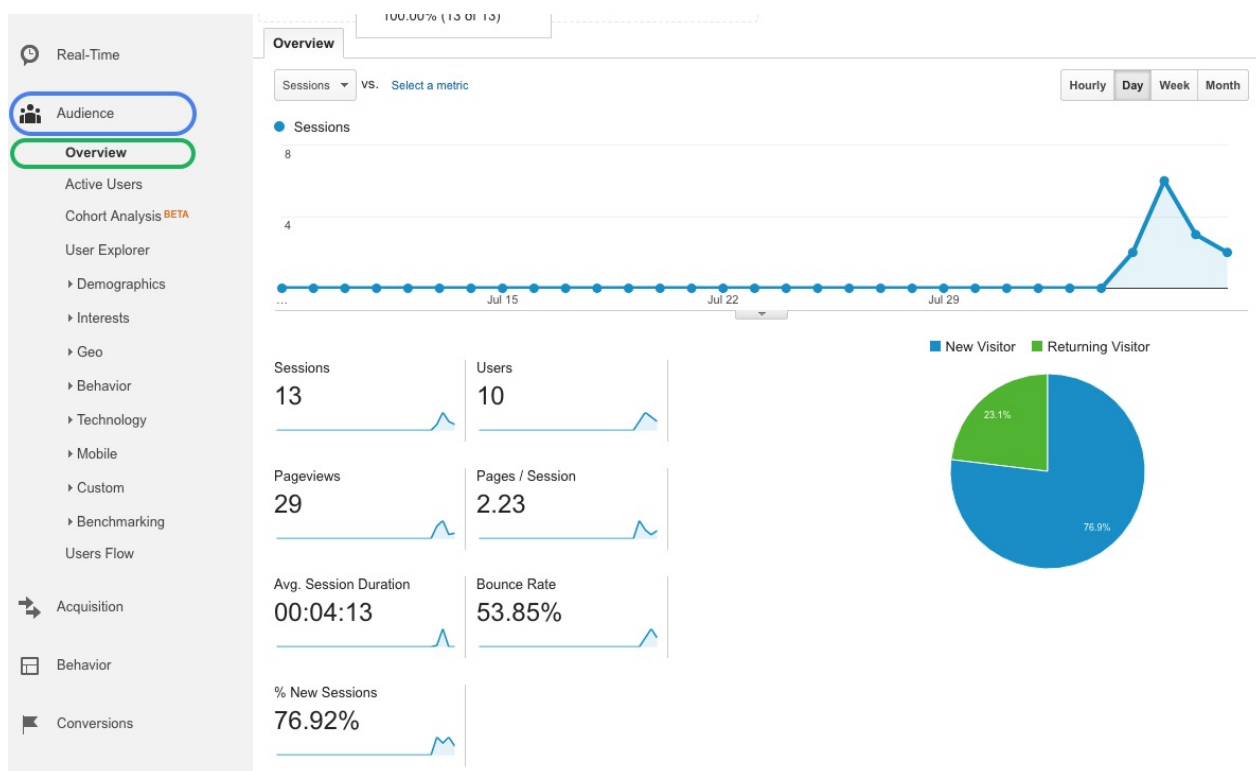 100.00% (13 of 13)
Real-Time
Audience
Overview
Active Users
Cohort Analysis BETA
User Explorer
Demographics
Interests
Geo
Behavior
Technology
Mobile
Custom
Benchmarking
Users Flow
Acquisition
Behavior
Conversions
Overview
Sessions VS. Select a metric
Hourly Day Week Month
Sessions
8
4
... Jul 15 Jul 22 Jul 29
Sessions
13
Users
10
Pageviews
29
Pages / Session
2.23
Avg. Session Duration
00:04:13
Bounce Rate
53.85%
% New Sessions
76.92%
New Visitor Returning Visitor
23.1%
76.9%